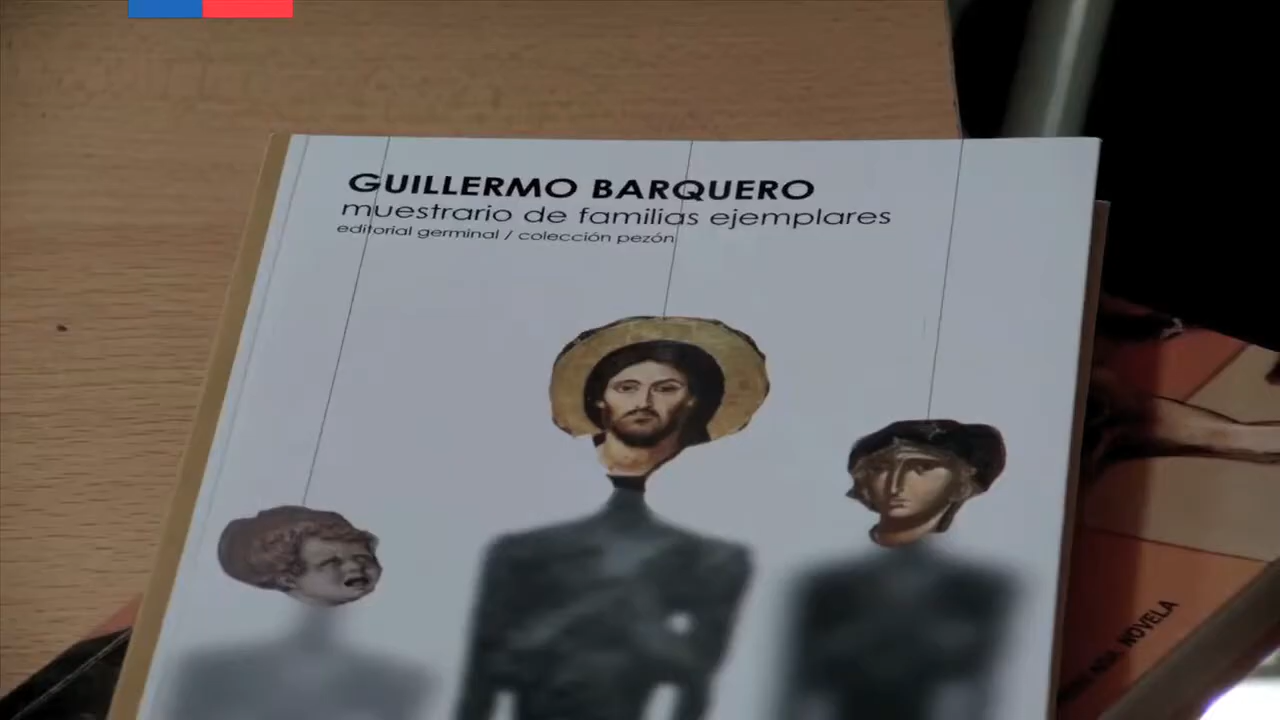 GUILLERMO BARQUERO
muestrario de familias ejemplares
editorial germinal / colección pezón
NOVELA